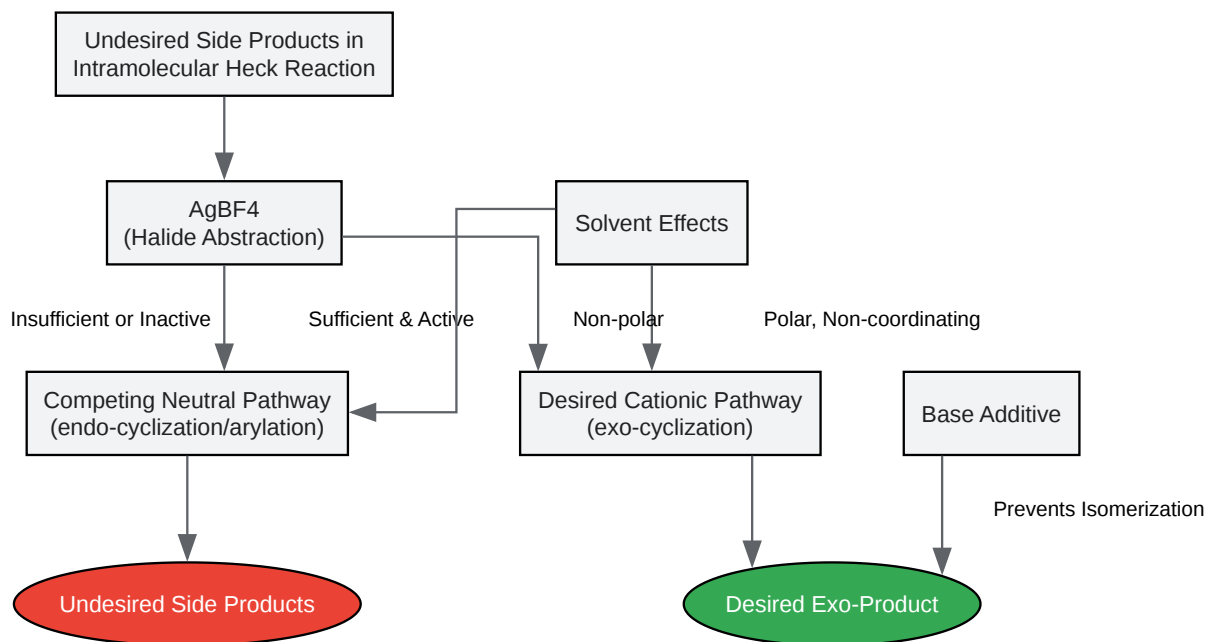 Undesired Side Products in
Intramolecular Heck Reaction
AgBF4
(Halide Abstraction)
Solvent Effects
Insufficient or Inactive
Sufficient & Active
Non-polar
Polar, Non-coordinating
Competing Neutral Pathway
(endo-cyclization/arylation)
Desired Cationic Pathway
(exo-cyclization)
Base Additive
Prevents Isomerization
Undesired Side Products
Desired Exo-Product